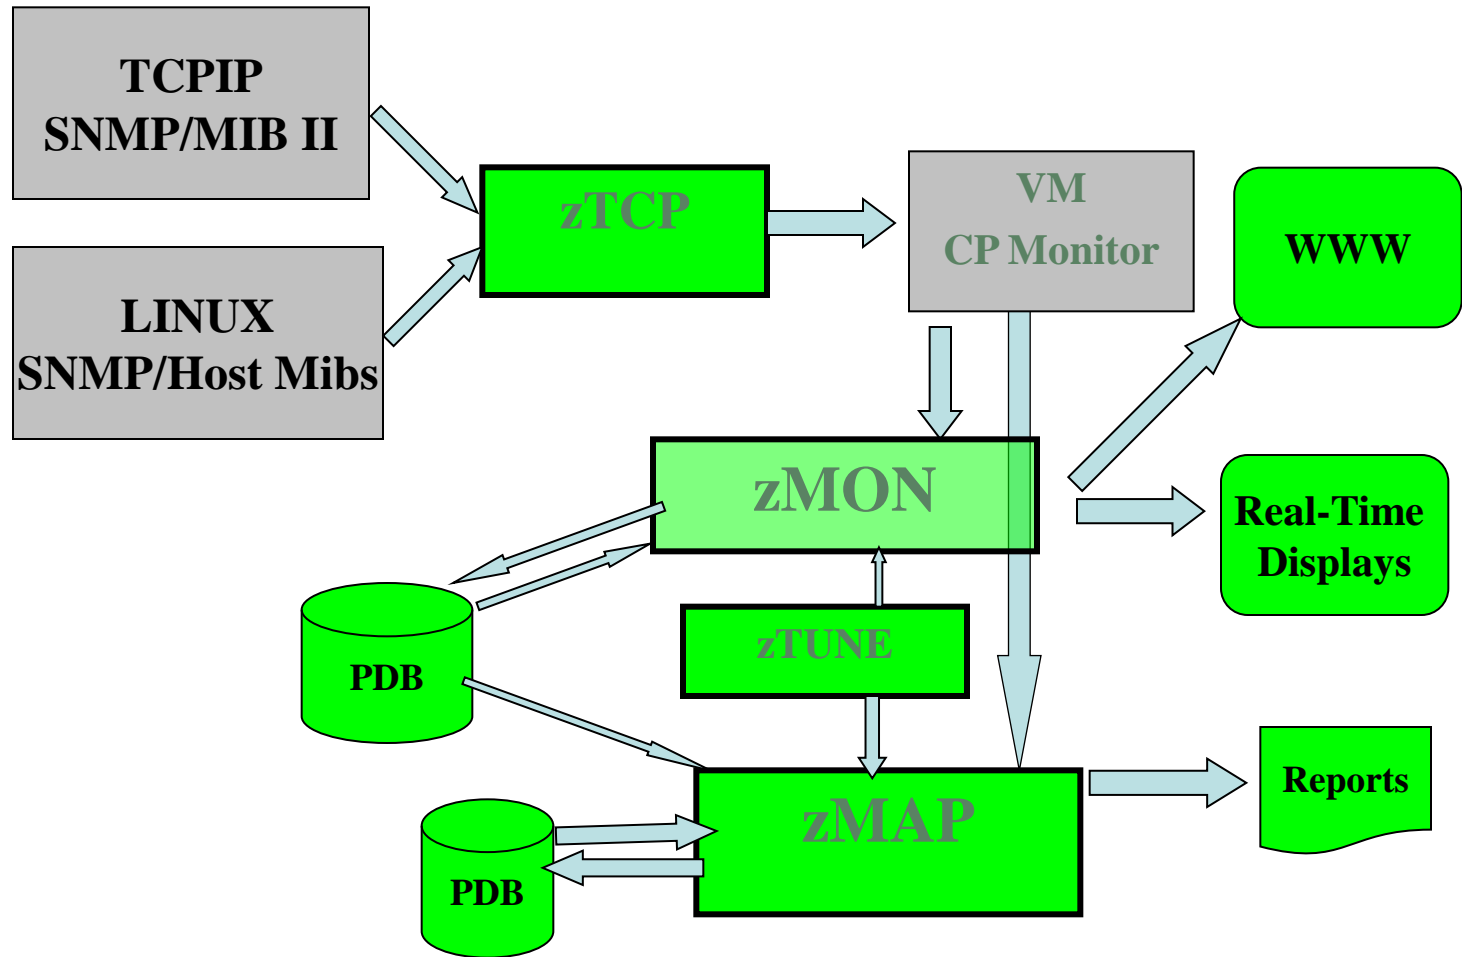 TCPIP
SNMP/MIB II
zTCP
VM
CP Monitor
WWW
LINUX
SNMP/Host Mibs
zMON
Real-Time
Displays
zTUNE
PDB
Reports
zMAP
PDB